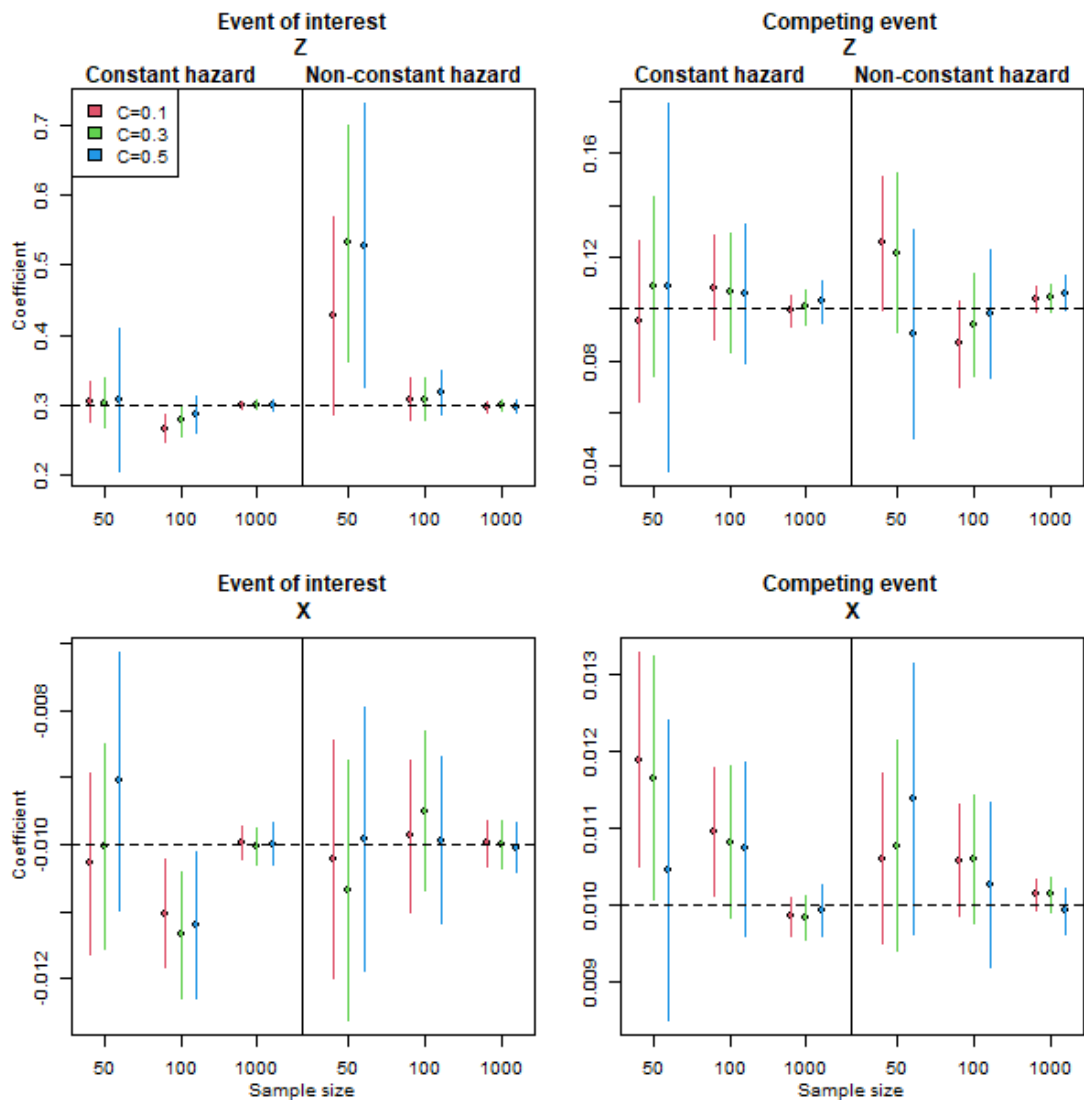 Event of interest
Z
Constant hazard Non-constant hazard
C=0.1
C=0.3
C=0.5
0.7
0.6
0.5
0.4
0.3
0.2
Coefficient
50 100 1000 50 100 1000
Competing event
Z
Constant hazard Non-constant hazard
0.16
0.12
0.08
0.04
50 100 1000 50 100 1000
Event of interest
X
-0.008
-0.010
-0.012
Coefficient
50 100 1000 50 100 1000
Sample size
Competing event
X
0.013
0.012
0.011
0.010
0.009
50 100 1000 50 100 1000
Sample size